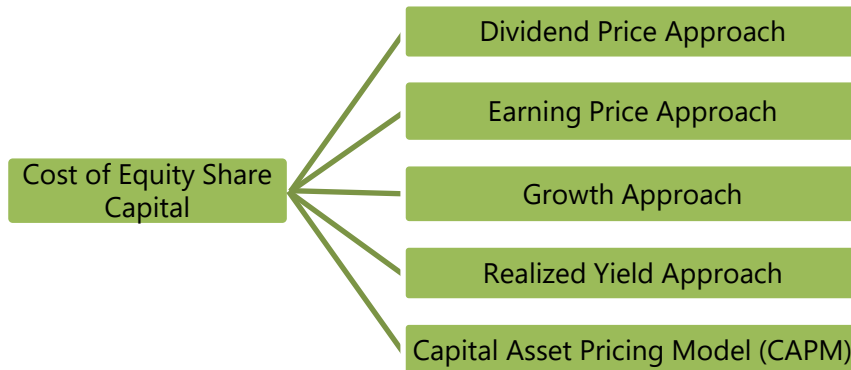 Dividend Price Approach
Earning Price Approach
Cost of Equity Share
Capital
Growth Approach
Realized Yield Approach
Capital Asset Pricing Model (CAPM)